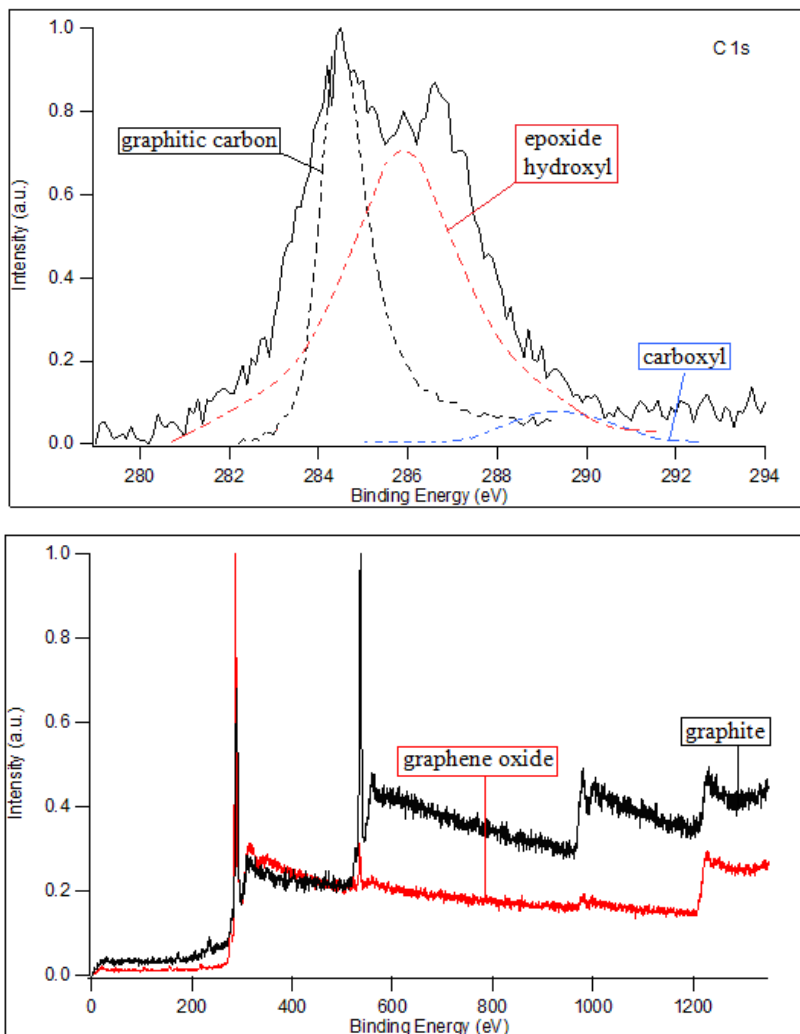 C 1s
1.0
0.8
0.6
0.4
0.2
0.0
Intensity (a.u.)
graphitic carbon
epoxide
hydroxyl
carboxyl
280 282 284 286 288 290 292 294
Binding Energy (eV)
1.0
0.8
0.6
0.4
0.2
0.0
Intensity (a.u.)
graphite
graphene oxide
0 200 400 600 800 1000 1200
Binding Energy (eV)